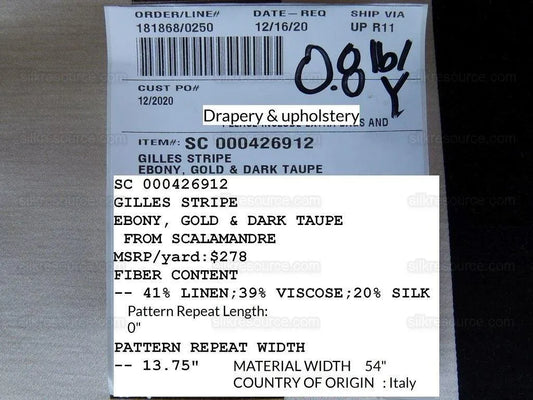 ORDER/LINE# DATE-REQ SHIP VIA
181868/0250 12/16/20 UP R11
0.8 lb/
Y
CUST PO#
12/2020
Drapery & upholstery
AND
ITEM#: SC 000426912
GILLES STRIPE
EBONY, GOLD & DARK TAUPE
SC 000426912
GILLES STRIPE
EBONY, GOLD & DARK TAUPE
FROM SCALAMANDRE
MSRP/yard:$278
FIBER CONTENT
-- 41% LINEN;39% VISCOSE;20% SILK
Pattern Repeat Length:
0"
PATTERN REPEAT WIDTH
-- 13.75" MATERIAL WIDTH 54"
COUNTRY OF ORIGIN : Italy
silkresource.com